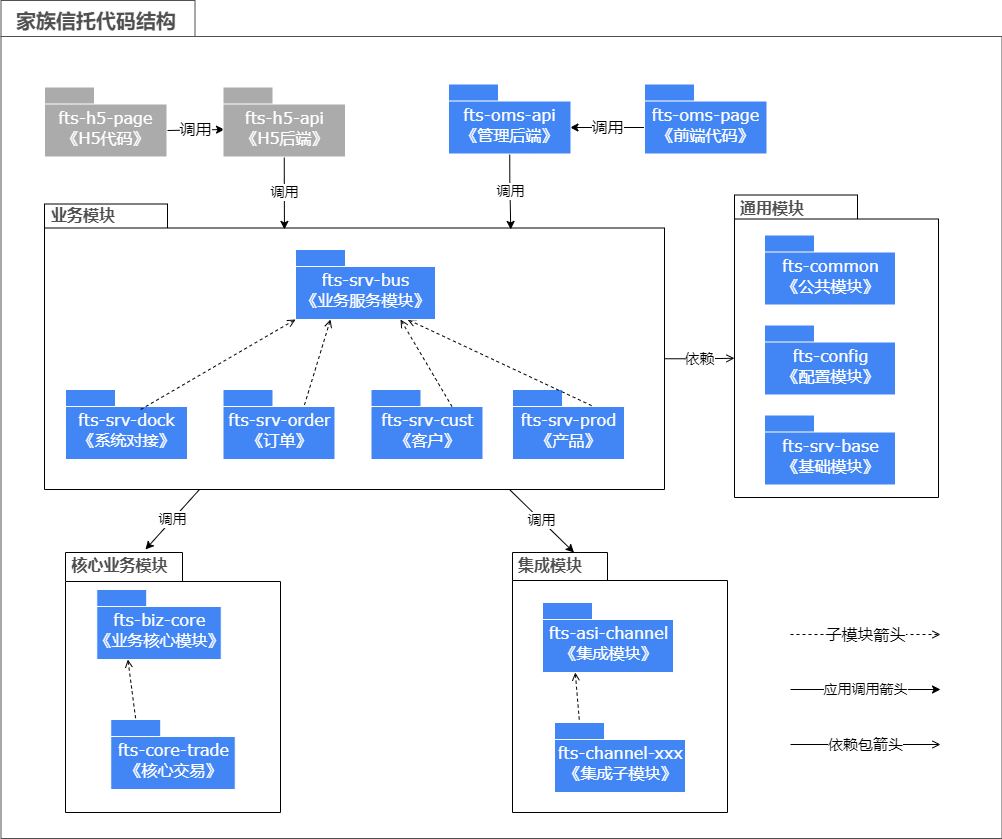 家族信托代码结构
fts-h5-page
《H5代码》
调用
fts-h5-api
《H5后端》
fts-oms-api
《管理后端》
调用
fts-oms-page
《前端代码》
调用
调用
业务模块
fts-srv-bus
《业务服务模块》
fts-srv-dock
《系统对接》
fts-srv-order
《订单》
fts-srv-cust
《客户》
fts-srv-prod
《产品》
依赖
通用模块
fts-common
《公共模块》
fts-config
《配置模块》
fts-srv-base
《基础模块》
调用
调用
核心业务模块
fts-biz-core
《业务核心模块》
fts-core-trade
《核心交易》
集成模块
fts-asi-channel
《集成模块》
fts-channel-xxx
《集成子模块》
子模块箭头
应用调用箭头
依赖包箭头